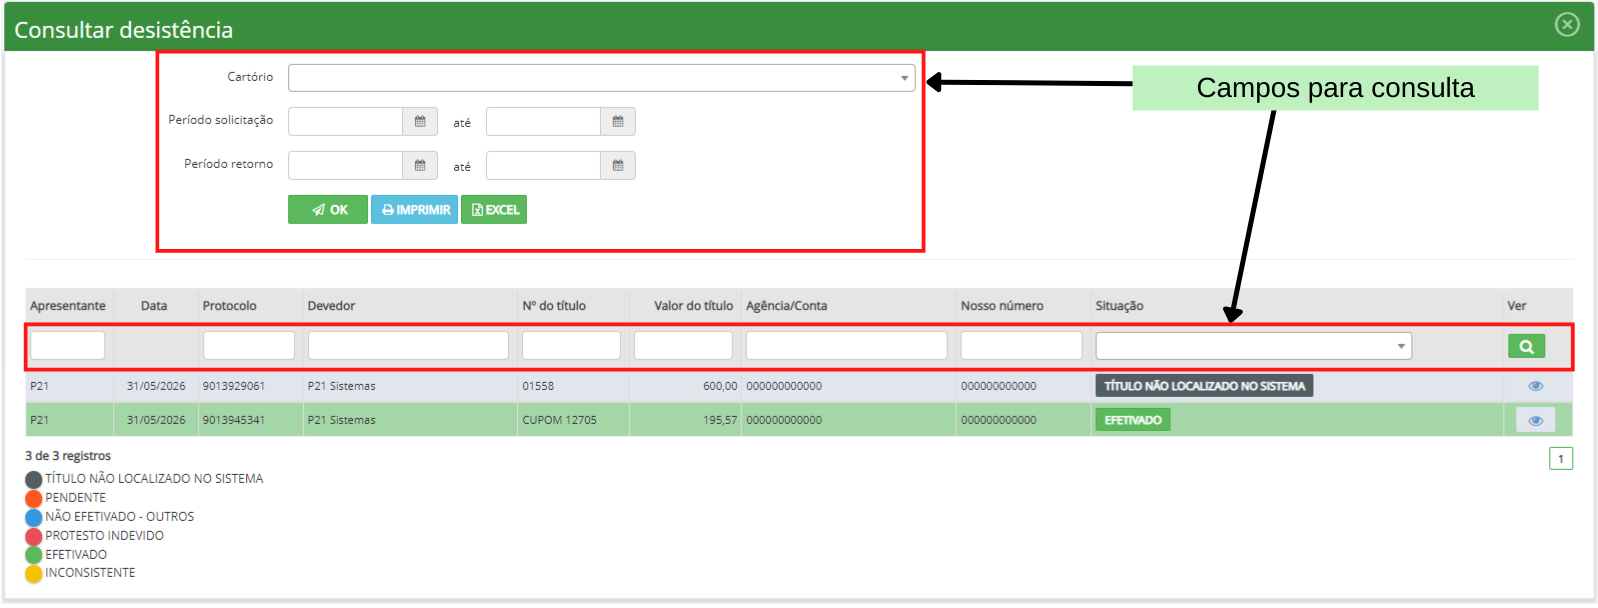 Consultar desistência
Cartório
Campos para consulta
Período solicitação até
Período retorno até
OK IMPRIMIR EXCEL
Apresentante Data Protocolo Devedor Nº do título Valor do título Agência/Conta Nosso número Situação Ver
P21 31/05/2026 9013929061 P21 Sistemas 01558 600,00 000000000000 000000000000 TÍTULO NÃO LOCALIZADO NO SISTEMA
P21 31/05/2026 9013945341 P21 Sistemas CUPOM 12705 195,57 000000000000 000000000000 EFETIVADO
3 de 3 registros 1
TÍTULO NÃO LOCALIZADO NO SISTEMA
PENDENTE
NÃO EFETIVADO - OUTROS
PROTESTO INDEVIDO
EFETIVADO
INCONSISTENTE